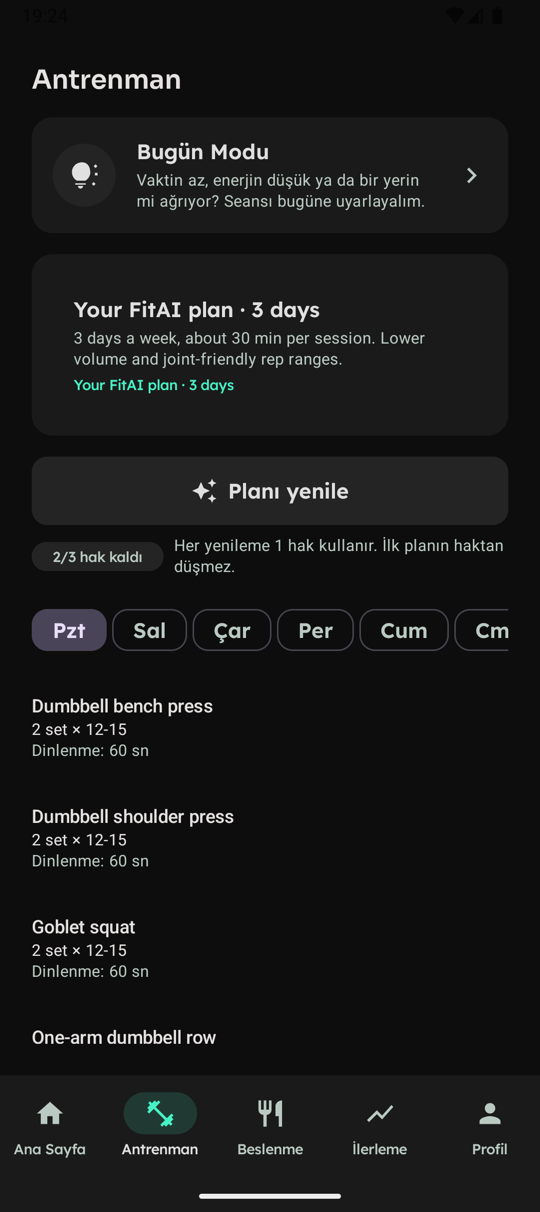 19:24
Antrenman
Bugün Modu
Vaktin az, enerjin düşük ya da bir yerin
mi ağrıyor? Seansı bugüne uyarlayalım.
Your FitAI plan · 3 days
3 days a week, about 30 min per session. Lower
volume and joint-friendly rep ranges.
Your FitAI plan · 3 days
Planı yenile
2/3 hak kaldı
Her yenileme 1 hak kullanır. İlk planın haktan
düşmez.
Pzt Sal Çar Per Cum Cm
Dumbbell bench press
2 set × 12-15
Dinlenme: 60 sn
Dumbbell shoulder press
2 set × 12-15
Dinlenme: 60 sn
Goblet squat
2 set × 12-15
Dinlenme: 60 sn
One-arm dumbbell row
Ana Sayfa Antrenman Beslenme İlerleme Profil